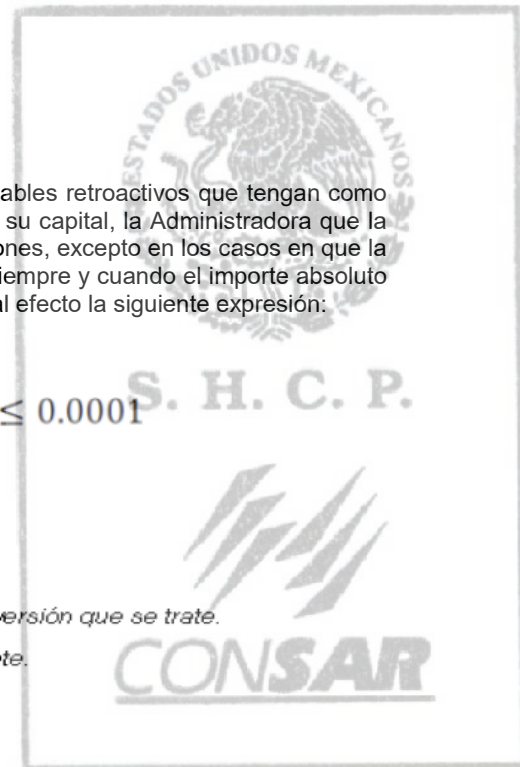 ESTADOS UNIDOS MEXICANOS
ables retroactivos que tengan como
su capital, la Administradora que la
ones, excepto en los casos en que la
siempre y cuando el importe absoluto
al efecto la siguiente expresión:
S. H. C. P.
≤ 0.0001
versión que se trate.
te.
CONSAR